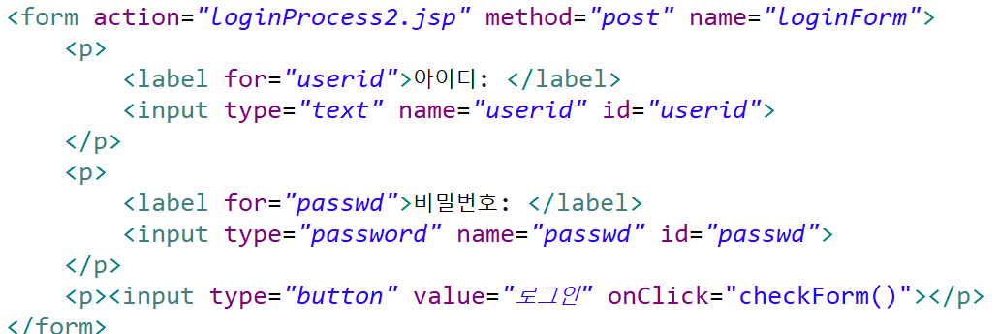 <form action="loginProcess2.jsp" method="post" name="loginForm">
<p>
<label for="userid">아이디: </label>
<input type="text" name="userid" id="userid">
</p>
<p>
<label for="passwd">비밀번호: </label>
<input type="password" name="passwd" id="passwd">
</p>
<p><input type="button" value="로그인" onClick="checkForm()"></p>
</form>